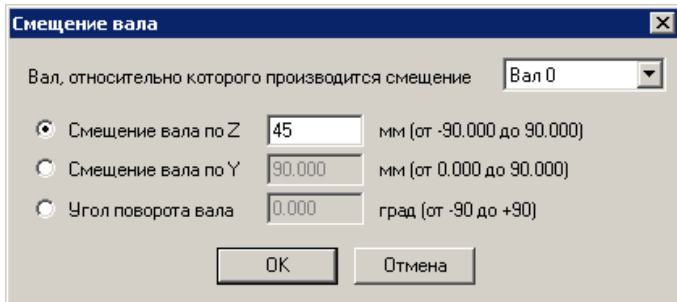 Смещение вала
Вал, относительно которого производится смещение Вал 0
Смещение вала по Z 45 мм (от -90.000 до 90.000)
Смещение вала по Y 90.000 мм (от 0.000 до 90.000)
Угол поворота вала 0.000 град (от -90 до +90)
OK Отмена